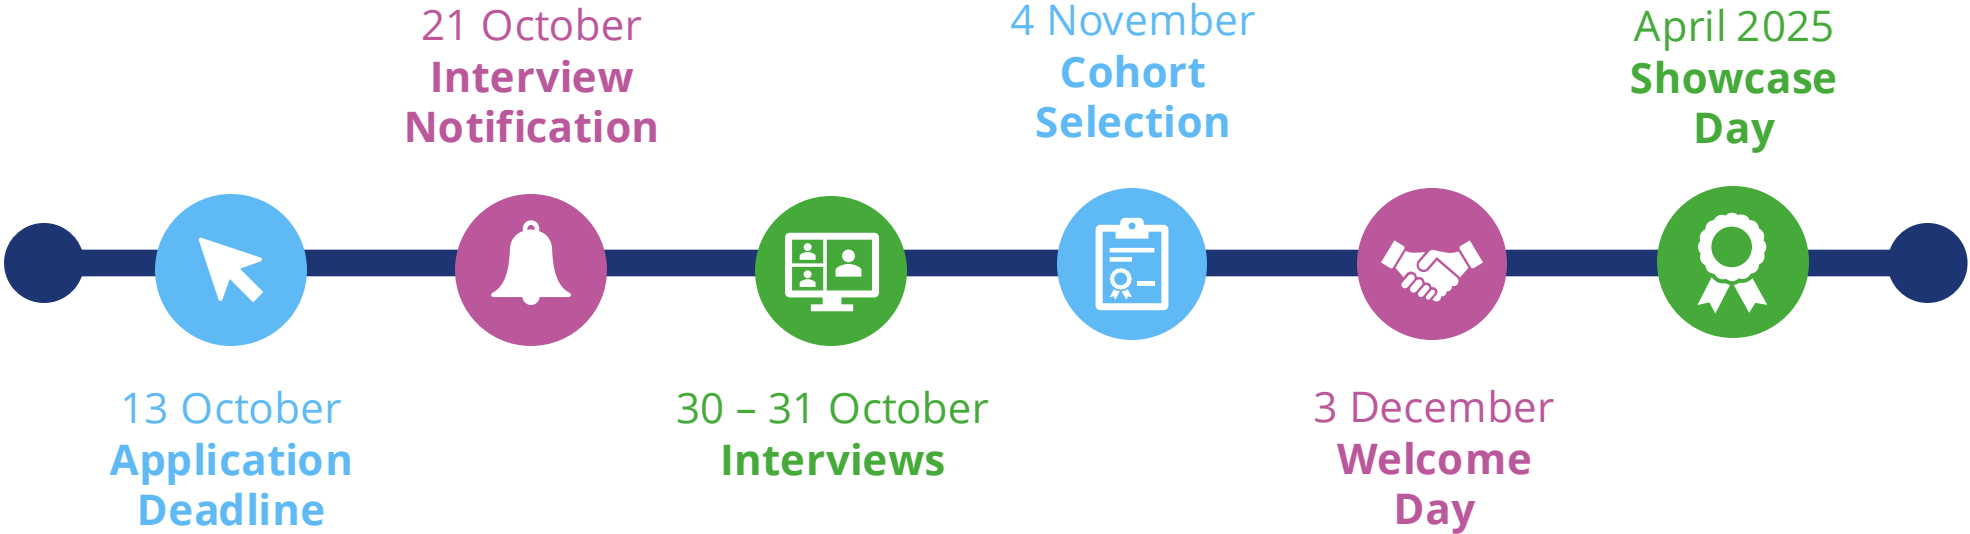 13 October
Application
Deadline
21 October
Interview
Notification
30 – 31 October
Interviews
4 November
Cohort
Selection
3 December
Welcome
Day
April 2025
Showcase
Day